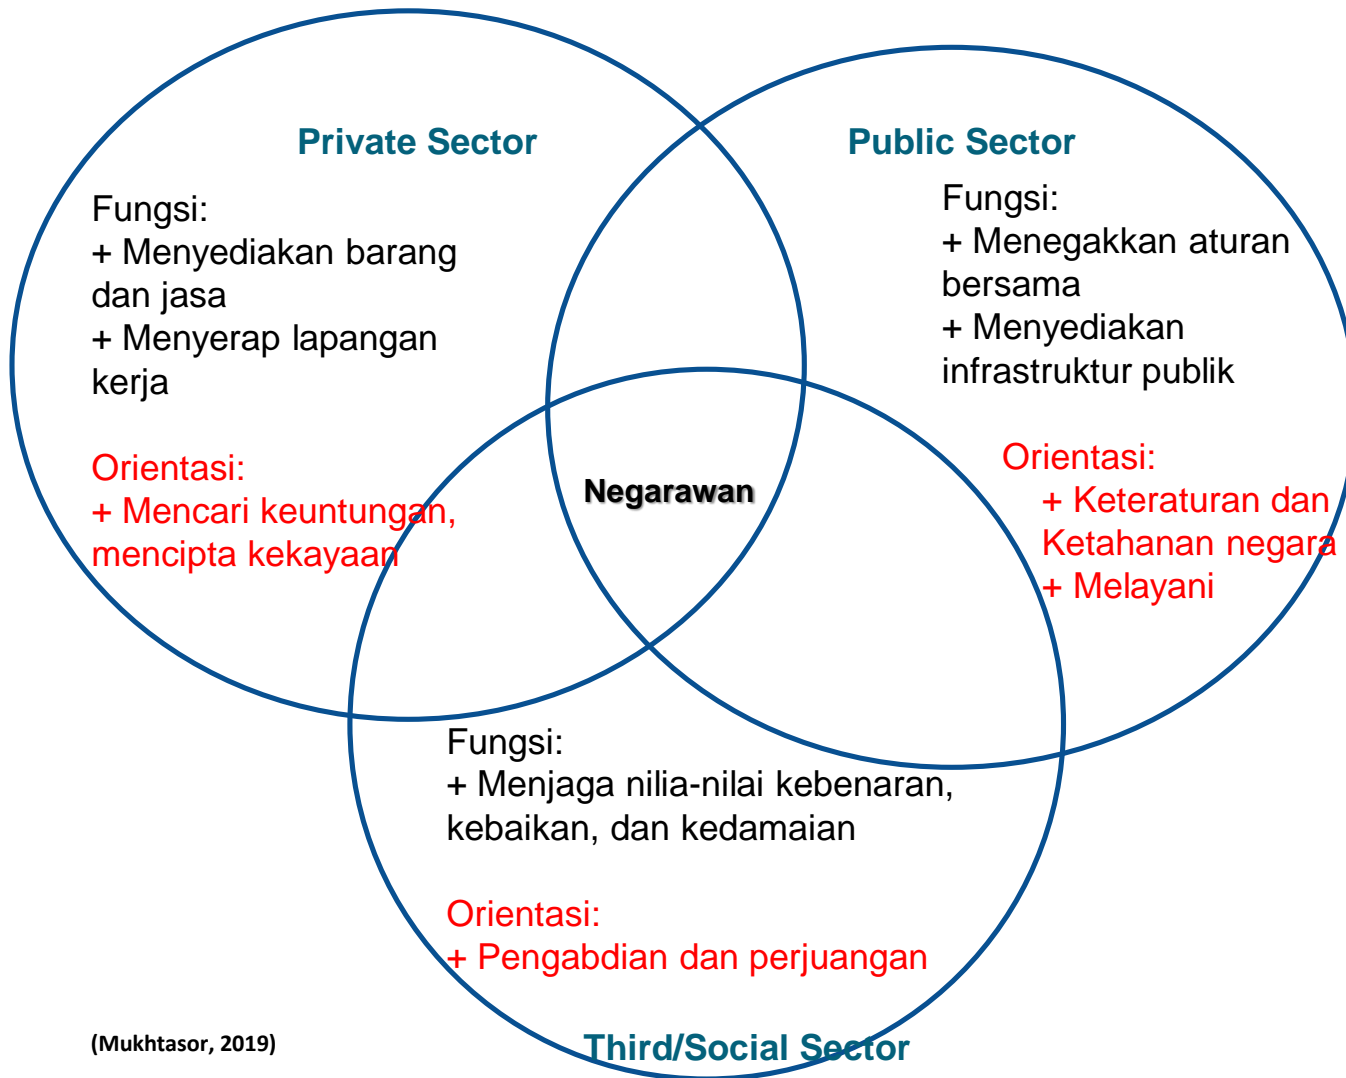 Private Sector
Fungsi:
+ Menyediakan barang
dan jasa
+ Menyerap lapangan
kerja
Orientasi:
+ Mencari keuntungan,
mencipta kekayaan
Public Sector
Fungsi:
+ Menegakkan aturan
bersama
+ Menyediakan
infrastruktur publik
Orientasi:
+ Keteraturan dan
Ketahanan negara
+ Melayani
Negarawan
Fungsi:
+ Menjaga nilia-nilai kebenaran,
kebaikan, dan kedamaian
Orientasi:
+ Pengabdian dan perjuangan
Third/Social Sector
(Mukhtasor, 2019)